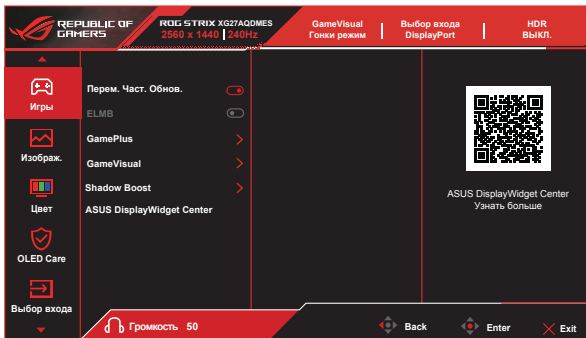 REPUBLIC OF
GAMERS
ROG STRIX XG27AQDMES
2560 x 1440 240Hz
GameVisual
Гонки режим
Выбор входа
DisplayPort
HDR
ВЫКЛ.
Игры
Изображ.
Цвет
OLED Care
Выбор входа
Перем. Част. Обнов.
ELMB
GamePlus
GameVisual
Shadow Boost
ASUS DisplayWidget Center
ASUS DisplayWidget Center
Узнать больше
Громкость 50
Back
Enter
Exit